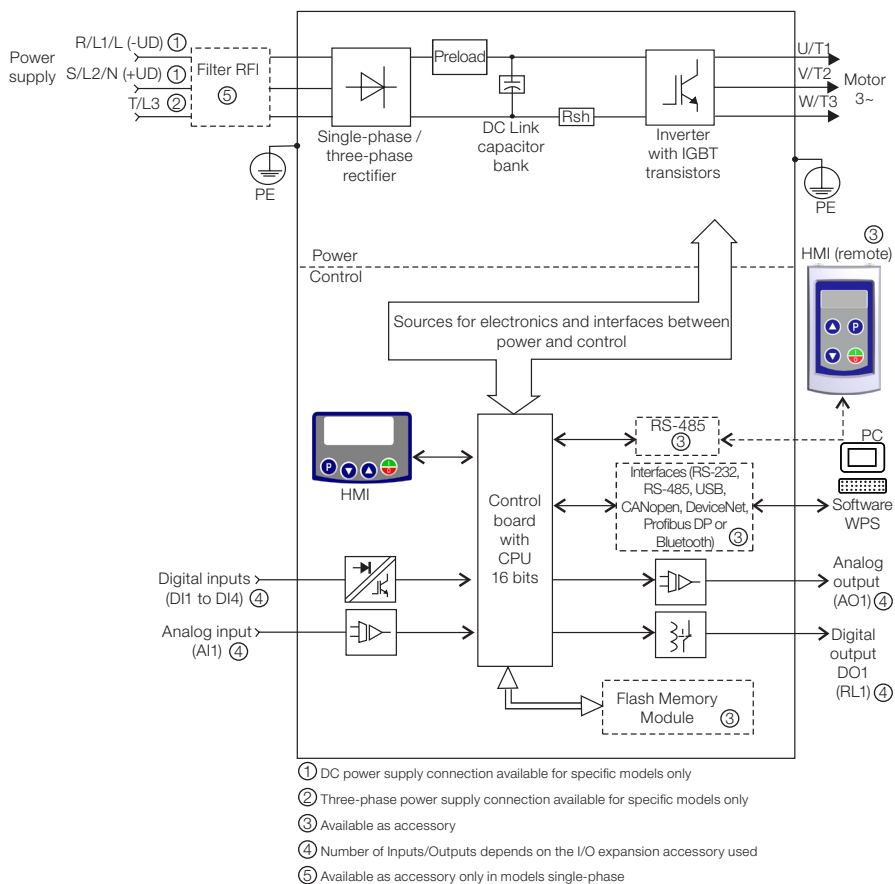 R/L1/L (-UD) ①
Power
supply
S/L2/N (+UD) ①
T/L3 ②
Filter RFI
⑤
PE
Single-phase /
three-phase
rectifier
Preload
DC Link
capacitor
bank
Rsh
Inverter
with IGBT
transistors
U/T1
V/T2
W/T3
Motor
3~
PE
Power
Control
③
HMI (remote)
P
I
0
Sources for electronics and interfaces between
power and control
P
I
0
HMI
Control
board
with
CPU
16 bits
RS-485
③
Interfaces (RS-232,
RS-485, USB,
CANopen, DeviceNet,
Profibus DP or
Bluetooth) ③
PC
Software
WPS
Digital inputs
(DI1 to DI4) ④
Analog input
(AI1) ④
Analog
output
(AO1) ④
Digital
output
DO1
(RL1) ④
Flash Memory
Module ③
① DC power supply connection available for specific models only
② Three-phase power supply connection available for specific models only
③ Available as accessory
④ Number of Inputs/Outputs depends on the I/O expansion accessory used
⑤ Available as accessory only in models single-phase